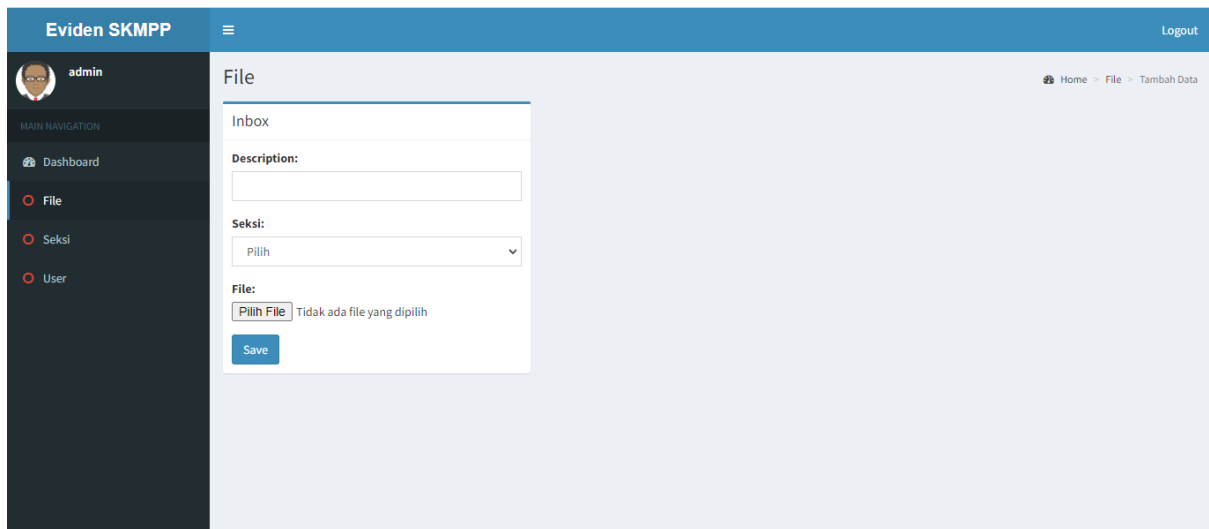 Eviden SKMPP
Logout
admin
MAIN NAVIGATION
Dashboard
File
Seksi
User
File
Home > File > Tambah Data
Inbox
Description:
Seksi:
Pilih
File:
Pilih File Tidak ada file yang dipilih
Save